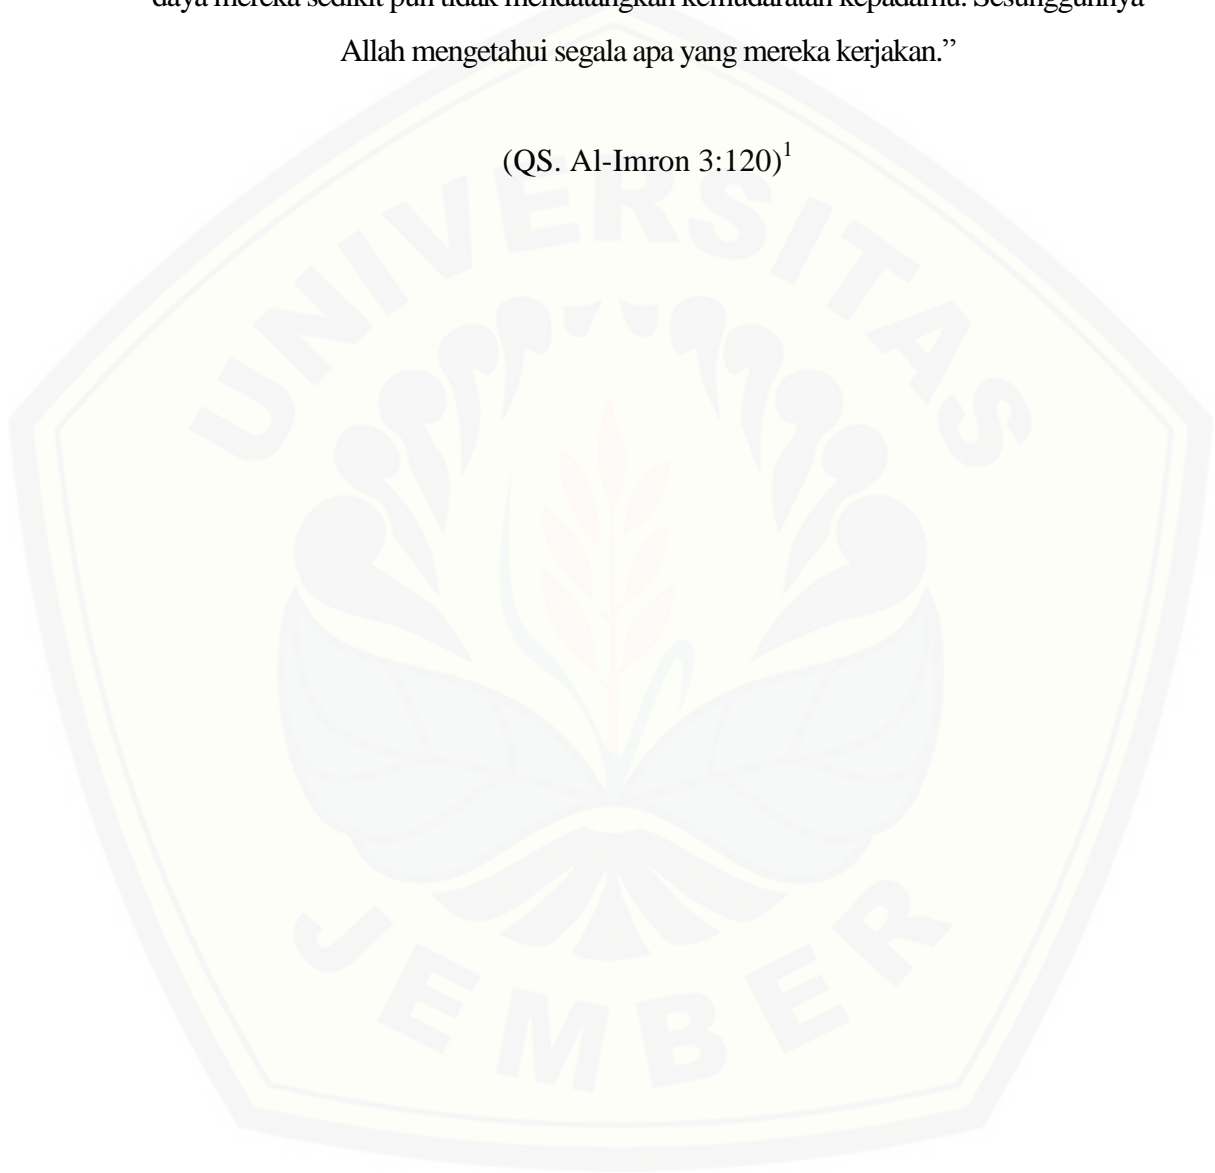 daya mereka sedikit pun tidak mendatangkan kemudaratan kepadamu. Sesungguhnya
Allah mengetahui segala apa yang mereka kerjakan.”
(QS. Al-Imron 3:120)1
UNIVERSITAS
JEMBER